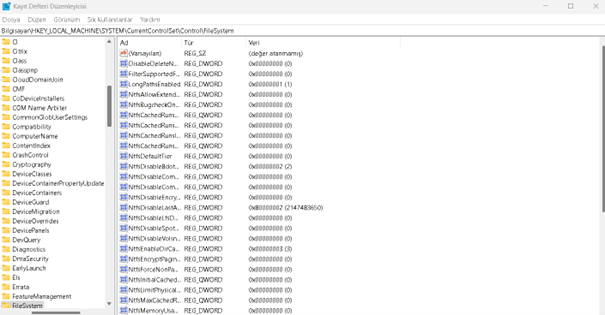 Kayıt Defteri Düzenleyicisi
Dosya Düzen Görünüm Sık kullanılanlar Yardım
Bilgisayar\HKEY_LOCAL_MACHINE\SYSTEM\CurrentControlSet\Control\FileSystem
CI
Citrix
Class
Classpnp
CloudDomainJoin
CMF
CoDeviceInstallers
COM Name Arbiter
CommonGlobUserSettings
Compatibility
ComputerName
ContentIndex
CrashControl
Cryptography
DeviceClasses
DeviceContainerPropertyUpdate
DeviceContainers
DeviceGuard
DeviceMigration
DeviceOverrides
DevicePanels
DevQuery
Diagnostics
DmaSecurity
EarlyLaunch
Els
Errata
FeatureManagement
FileSystem
Ad Tür Veri
(Varsayılan) REG_SZ (değer atanmamış)
DisableDeleteN... REG_DWORD 0x00000000 (0)
FilterSupportedF... REG_DWORD 0x00000000 (0)
LongPathsEnabled REG_DWORD 0x00000001 (1)
NtfsAllowExtend... REG_DWORD 0x00000000 (0)
NtfsBugcheckOn... REG_DWORD 0x00000000 (0)
NtfsCachedRuns... REG_QWORD 0x00000000 (0)
NtfsCachedRuns... REG_QWORD 0x00000000 (0)
NtfsCachedRuns... REG_QWORD 0x00000000 (0)
NtfsCachedRuns... REG_QWORD 0x00000000 (0)
NtfsDefaultTier REG_DWORD 0x00000000 (0)
NtfsDisable... REG_DWORD 0x00000002 (2)
NtfsDisableCom... REG_DWORD 0x00000000 (0)
NtfsDisableCom... REG_DWORD 0x00000000 (0)
NtfsDisableEncry... REG_DWORD 0x00000000 (0)
NtfsDisableLastA... REG_DWORD 0x80000002 (2147483650)
NtfsDisableLfsD... REG_DWORD 0x00000000 (0)
NtfsDisableSpot... REG_DWORD 0x00000000 (0)
NtfsDisableVolsn... REG_DWORD 0x00000000 (0)
NtfsEnableDirCa... REG_DWORD 0x00000003 (3)
NtfsEncryptPagin... REG_DWORD 0x00000000 (0)
NtfsForceNonPa... REG_DWORD 0x00000000 (0)
NtfsInitialCached... REG_QWORD 0x00000000 (0)
NtfsLimitPhysical... REG_QWORD 0x00000000 (0)
NtfsMaxCachedR... REG_QWORD 0x00000000 (0)
NtfsMemoryUsa... REG_DWORD 0x00000000 (0)